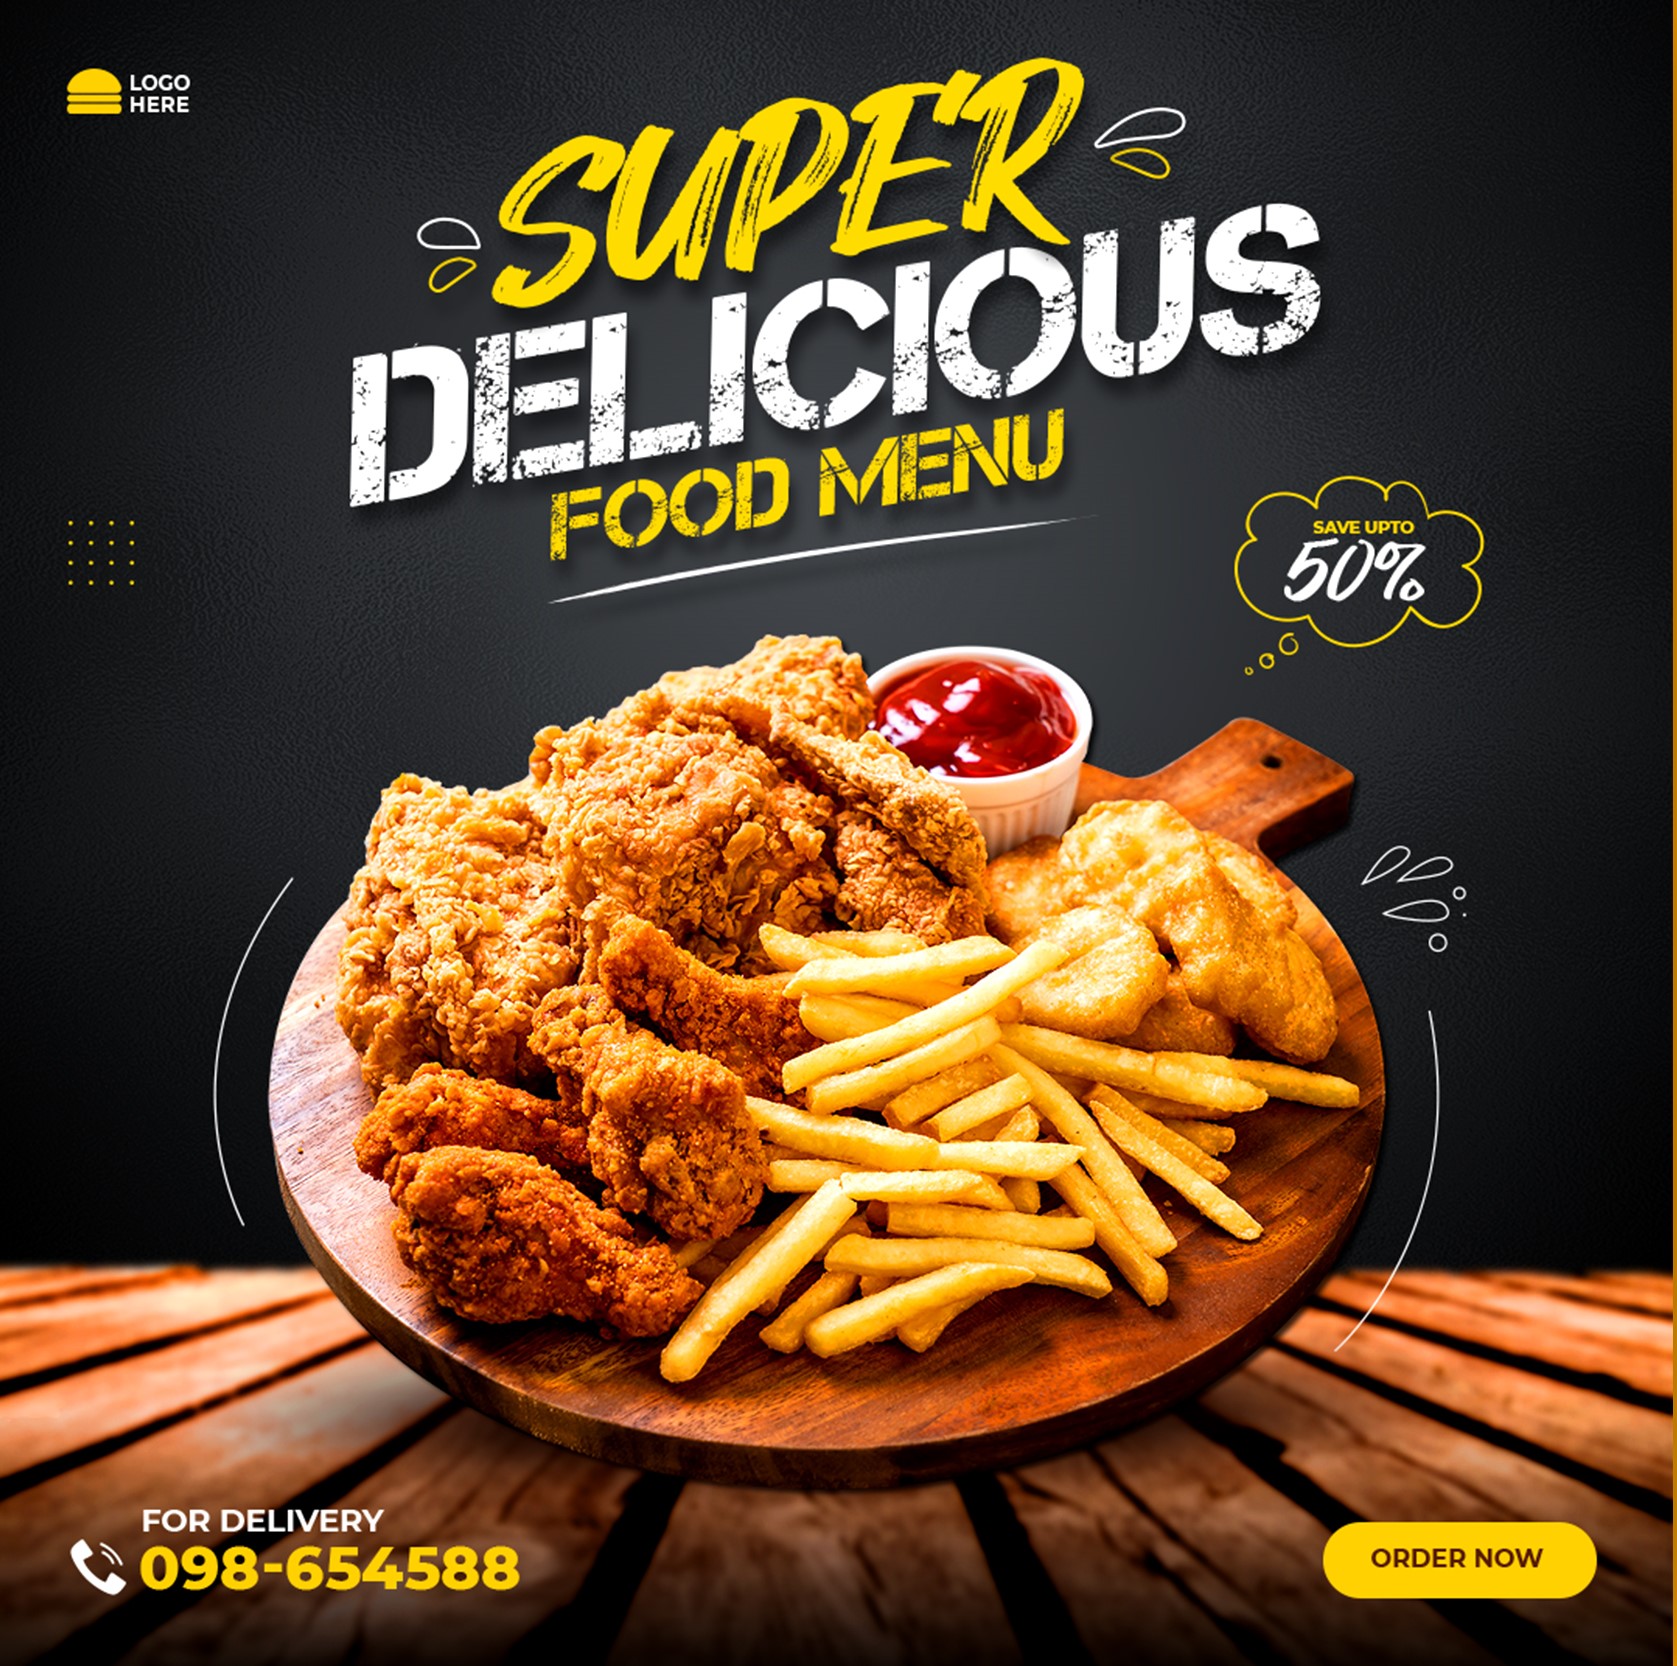 LOGO
HERE
SUPER
DELICIOUS
FOOD MENU
SAVE UPTO
50%
FOR DELIVERY
098-654588
ORDER NOW